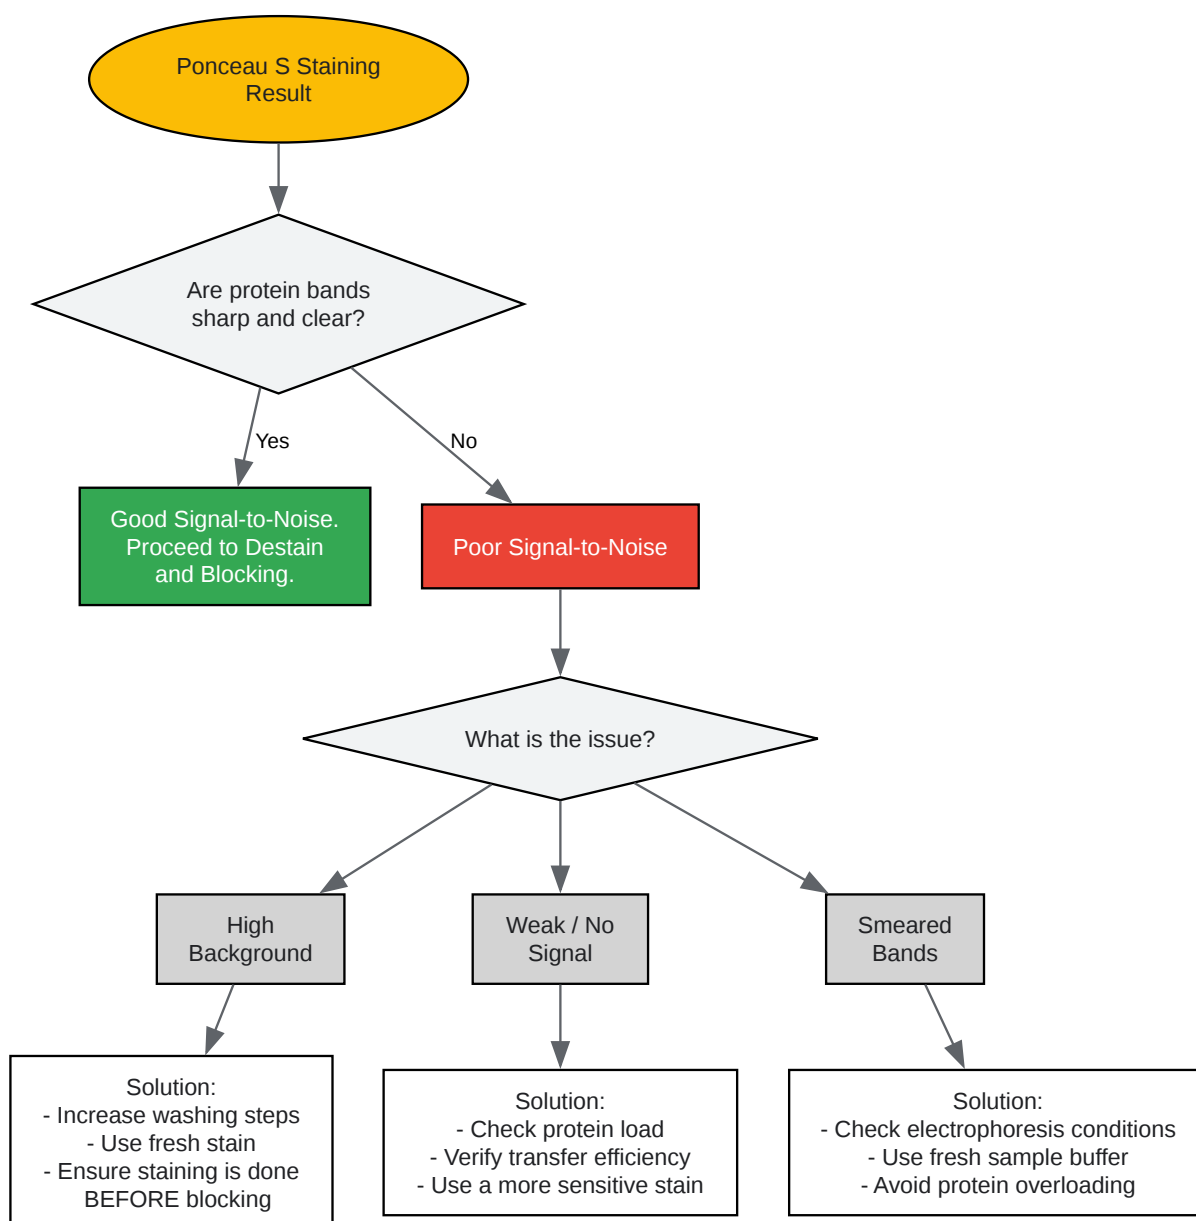 Ponceau S Staining
Result
Are protein bands
sharp and clear?
Yes
No
Good Signal-to-Noise.
Proceed to Destain
and Blocking.
Poor Signal-to-Noise
What is the issue?
High
Background
Weak / No
Signal
Smeared
Bands
Solution:
- Increase washing steps
- Use fresh stain
- Ensure staining is done
BEFORE blocking
Solution:
- Check protein load
- Verify transfer efficiency
- Use a more sensitive stain
Solution:
- Check electrophoresis conditions
- Use fresh sample buffer
- Avoid protein overloading